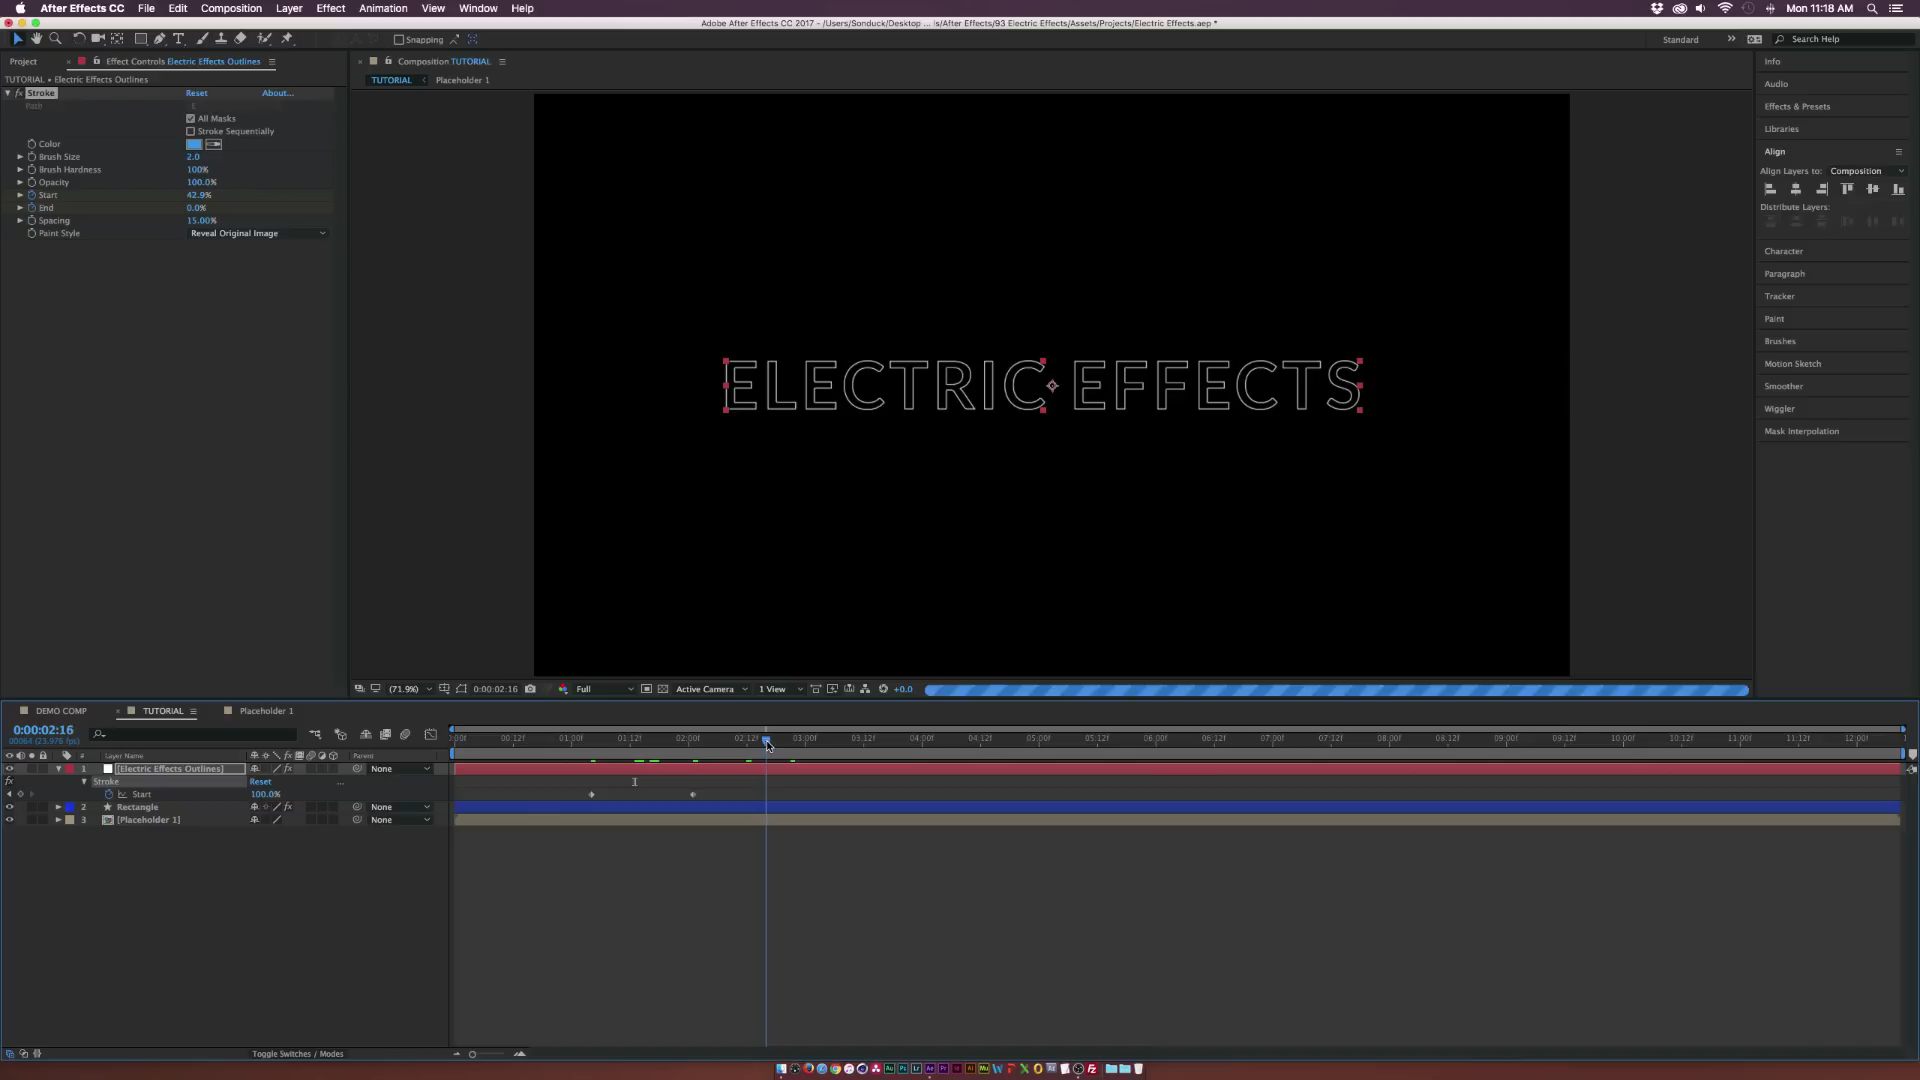 After Effects CC File Edit Composition Layer Effect Animation View Window Help Mon 11:18 AM
Adobe After Effects CC 2017 - /Users/Sonduck/Desktop ... ls/After Effects/93 Electric Effects/Assets/Projects/Electric Effects.aep *
Snapping Standard Search Help
Project Effect Controls Electric Effects Outlines Composition TUTORIAL
TUTORIAL • Electric Effects Outlines TUTORIAL Placeholder 1
Stroke Reset About...
Path E
All Masks
Stroke Sequentially
Color
Brush Size 2.0
Brush Hardness 100%
Opacity 100.0%
Start 42.9%
End 0.0%
Spacing 15.00%
Paint Style Reveal Original Image
ELECTRIC EFFECTS
Info
Audio
Effects & Presets
Libraries
Align
Align Layers to: Composition
Distribute Layers:
Character
Paragraph
Tracker
Paint
Brushes
Motion Sketch
Smoother
Wiggler
Mask Interpolation
(71.9%) 0:00:02:16 Full Active Camera 1 View +0.0
DEMO COMP TUTORIAL Placeholder 1
0:00:02:16
00064 (23.976 fps)
0:00f 00:12f 01:00f 01:12f 02:00f 02:12f 03:00f 03:12f 04:00f 04:12f 05:00f 05:12f 06:00f 06:12f 07:00f 07:12f 08:00f 08:12f 09:00f 09:12f 10:00f 10:12f 11:00f 11:12f 12:00f
# Layer Name Parent
1 [Electric Effects Outlines] None
Stroke Reset
Start 100.0%
2 Rectangle None
3 [Placeholder 1] None
Toggle Switches / Modes